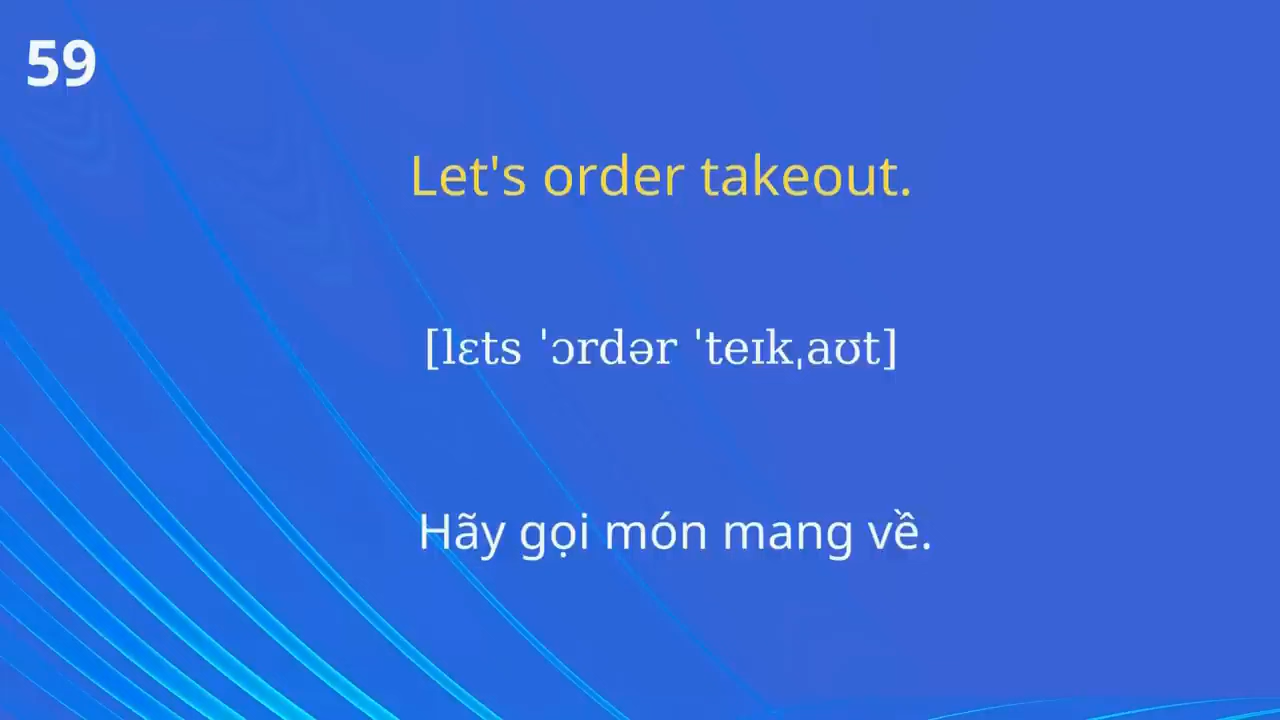 59
Let's order takeout.
[lɛts ˈɔrdər ˈteɪkˌaʊt]
Hãy gọi món mang về.